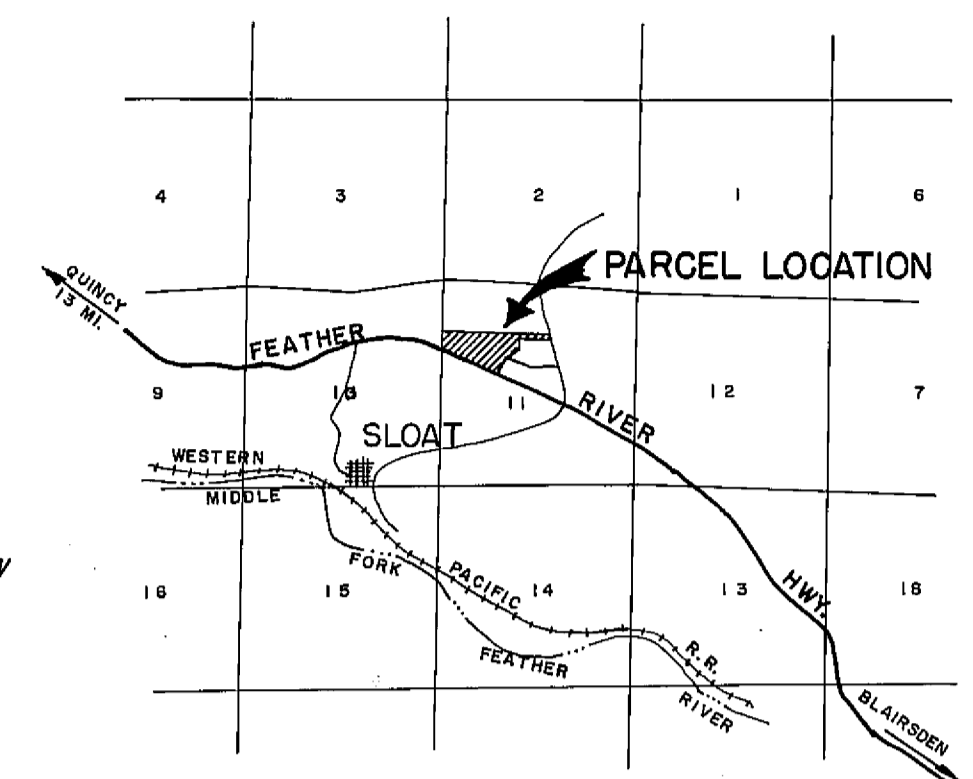 4 3 2 1 6
PARCEL LOCATION
QUINCY
13 MI.
FEATHER RIVER HWY.
9 10 11 12 7
SLOAT
WESTERN PACIFIC R.R.
MIDDLE FORK FEATHER RIVER
16 15 14 13 18
BLAIRSDEN